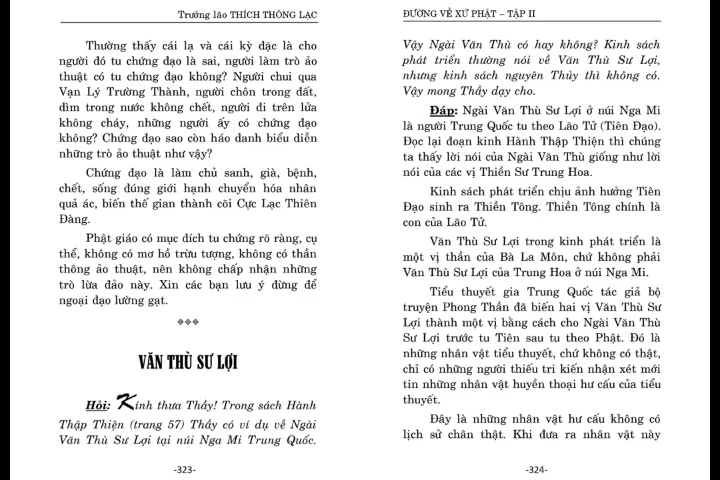 Trưởng lão THÍCH THÔNG LẠC
Thường thấy cái lạ và cái kỳ đặc là cho
người đó tu chứng đạo là sai, người làm trò ảo
thuật có tu chứng đạo không? Người chui qua
Vạn Lý Trường Thành, người chôn trong đất,
dìm trong nước không chết, người đi trên lửa
không cháy, những người ấy có chứng đạo
không? Chứng đạo sao còn háo danh biểu diễn
những trò ảo thuật như vậy?
Chứng đạo là làm chủ sanh, già, bệnh,
chết, sống đúng giới hạnh chuyển hóa nhân
quả ác, biến thế gian thành cõi Cực Lạc Thiên
Đàng.
Phật giáo có mục đích tu chứng rõ ràng, cụ
thể, không có mơ hồ trừu tượng, không có thần
thông ảo thuật, nên không chấp nhận những
trò lừa đảo này. Xin các bạn lưu ý đừng để
ngoại đạo lường gạt.
VĂN THÙ SƯ LỢI
Hỏi: Kính thưa Thầy! Trong sách Hành
Thập Thiện (trang 57) Thầy có ví dụ về Ngài
Văn Thù Sư Lợi tại núi Nga Mi Trung Quốc.
-323-
ĐƯỜNG VỀ XỨ PHẬT – TẬP II
Vậy Ngài Văn Thù có hay không? Kinh sách
phát triển thường nói về Văn Thù Sư Lợi,
nhưng kinh sách nguyên Thủy thì không có.
Vậy mong Thầy dạy cho.
Đáp: Ngài Văn Thù Sư Lợi ở núi Nga Mi
là người Trung Quốc tu theo Lão Tử (Tiên Đạo).
Đọc lại đoạn kinh Hành Thập Thiện thì chúng
ta thấy lời nói của Ngài Văn Thù giống như lời
nói của các vị Thiền Sư Trung Hoa.
Kinh sách phát triển chịu ảnh hưởng Tiên
Đạo sinh ra Thiền Tông. Thiền Tông chính là
con của Lão Tử.
Văn Thù Sư Lợi trong kinh phát triển là
một vị thần của Bà La Môn, chứ không phải
Văn Thù Sư Lợi của Trung Hoa ở núi Nga Mi.
Tiểu thuyết gia Trung Quốc tác giả bộ
truyện Phong Thần đã biến hai vị Văn Thù Sư
Lợi thành một vị bằng cách cho Ngài Văn Thù
Sư Lợi trước tu Tiên sau tu theo Phật. Đó là
những nhân vật tiểu thuyết, chứ không có thật,
chỉ có những người thiếu tri kiến nhận xét mới
tin những nhân vật huyền thoại hư cấu của tiểu
thuyết.
Đây là những nhân vật hư cấu không có
lịch sử chân thật. Khi đưa ra nhân vật này
-324-